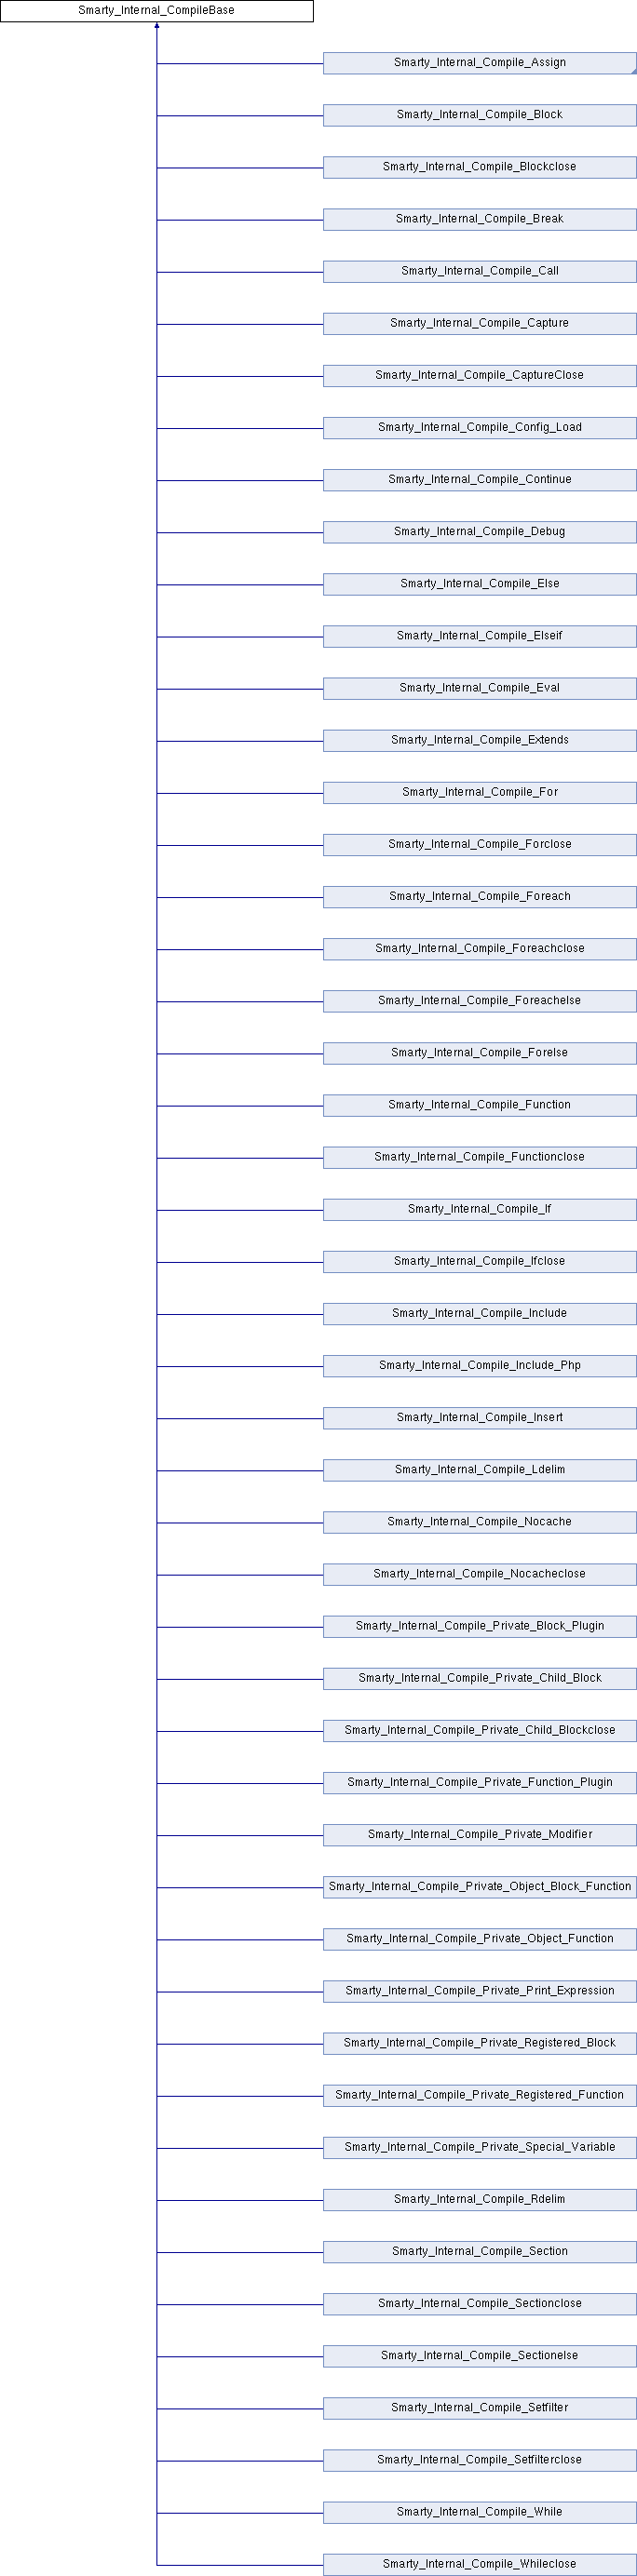 Smarty_Internal_CompileBase
Smarty_Internal_Compile_Assign
Smarty_Internal_Compile_Block
Smarty_Internal_Compile_Blockclose
Smarty_Internal_Compile_Break
Smarty_Internal_Compile_Call
Smarty_Internal_Compile_Capture
Smarty_Internal_Compile_CaptureClose
Smarty_Internal_Compile_Config_Load
Smarty_Internal_Compile_Continue
Smarty_Internal_Compile_Debug
Smarty_Internal_Compile_Else
Smarty_Internal_Compile_Elseif
Smarty_Internal_Compile_Eval
Smarty_Internal_Compile_Extends
Smarty_Internal_Compile_For
Smarty_Internal_Compile_Forclose
Smarty_Internal_Compile_Foreach
Smarty_Internal_Compile_Foreachclose
Smarty_Internal_Compile_Foreachelse
Smarty_Internal_Compile_Forelse
Smarty_Internal_Compile_Function
Smarty_Internal_Compile_Functionclose
Smarty_Internal_Compile_If
Smarty_Internal_Compile_Ifclose
Smarty_Internal_Compile_Include
Smarty_Internal_Compile_Include_Php
Smarty_Internal_Compile_Insert
Smarty_Internal_Compile_Ldelim
Smarty_Internal_Compile_Nocache
Smarty_Internal_Compile_Nocacheclose
Smarty_Internal_Compile_Private_Block_Plugin
Smarty_Internal_Compile_Private_Child_Block
Smarty_Internal_Compile_Private_Child_Blockclose
Smarty_Internal_Compile_Private_Function_Plugin
Smarty_Internal_Compile_Private_Modifier
Smarty_Internal_Compile_Private_Object_Block_Function
Smarty_Internal_Compile_Private_Object_Function
Smarty_Internal_Compile_Private_Print_Expression
Smarty_Internal_Compile_Private_Registered_Block
Smarty_Internal_Compile_Private_Registered_Function
Smarty_Internal_Compile_Private_Special_Variable
Smarty_Internal_Compile_Rdelim
Smarty_Internal_Compile_Section
Smarty_Internal_Compile_Sectionclose
Smarty_Internal_Compile_Sectionelse
Smarty_Internal_Compile_Setfilter
Smarty_Internal_Compile_Setfilterclose
Smarty_Internal_Compile_While
Smarty_Internal_Compile_Whileclose